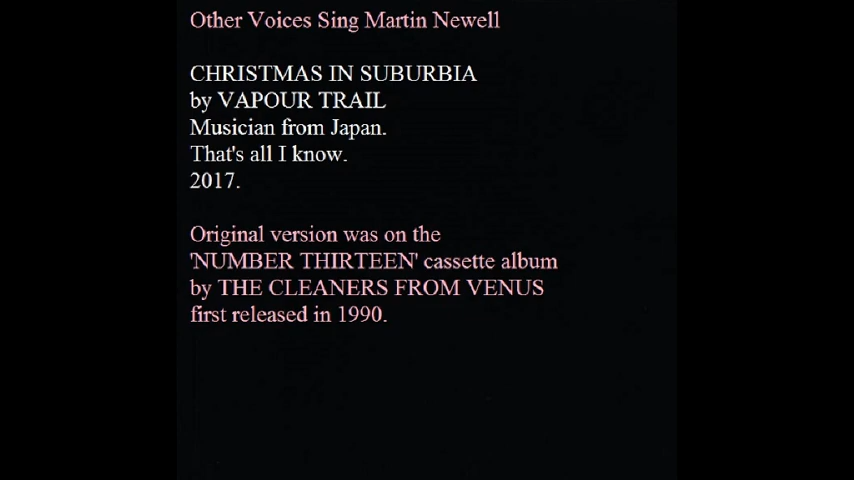 Other Voices Sing Martin Newell
CHRISTMAS IN SUBURBIA
by VAPOUR TRAIL
Musician from Japan.
That's all I know.
2017.
Original version was on the
'NUMBER THIRTEEN' cassette album
by THE CLEANERS FROM VENUS
first released in 1990.